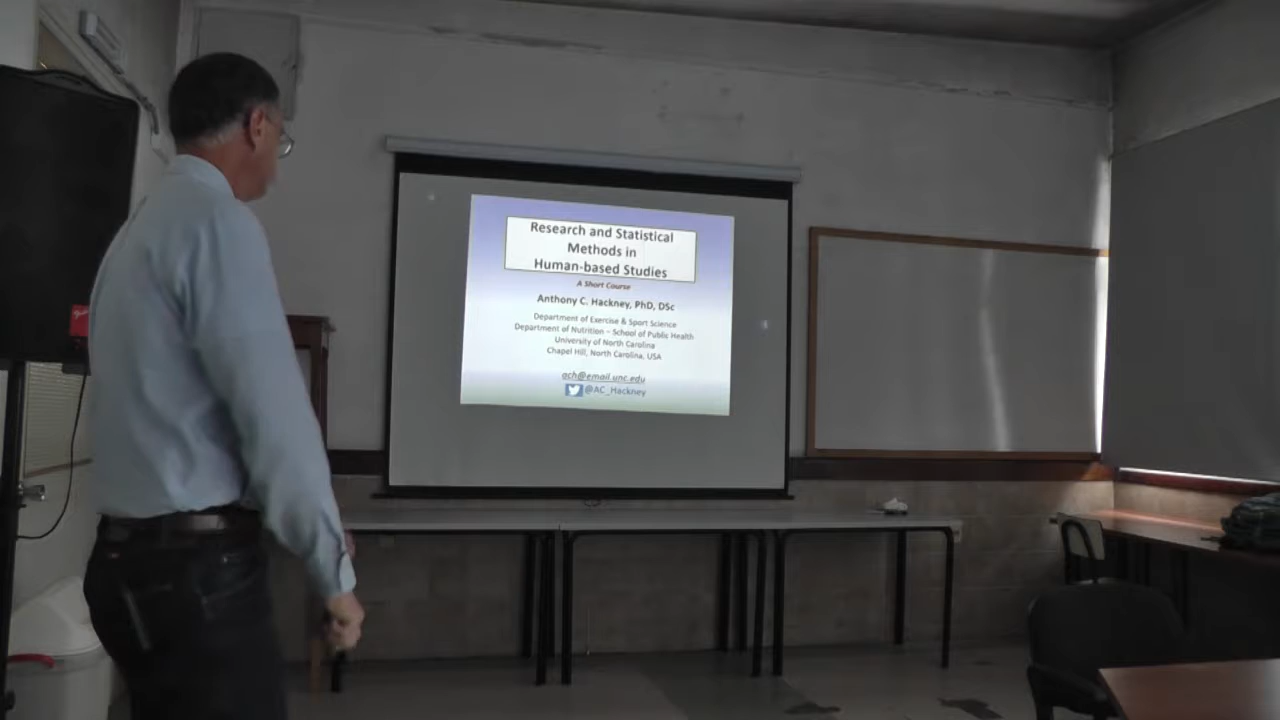 Research and Statistical
Methods in
Human-based Studies
A Short Course
Anthony C. Hackney, PhD, DSc
Department of Exercise & Sport Science
Department of Nutrition – School of Public Health
University of North Carolina
Chapel Hill, North Carolina, USA
ach@email.unc.edu
@AC_Hackney